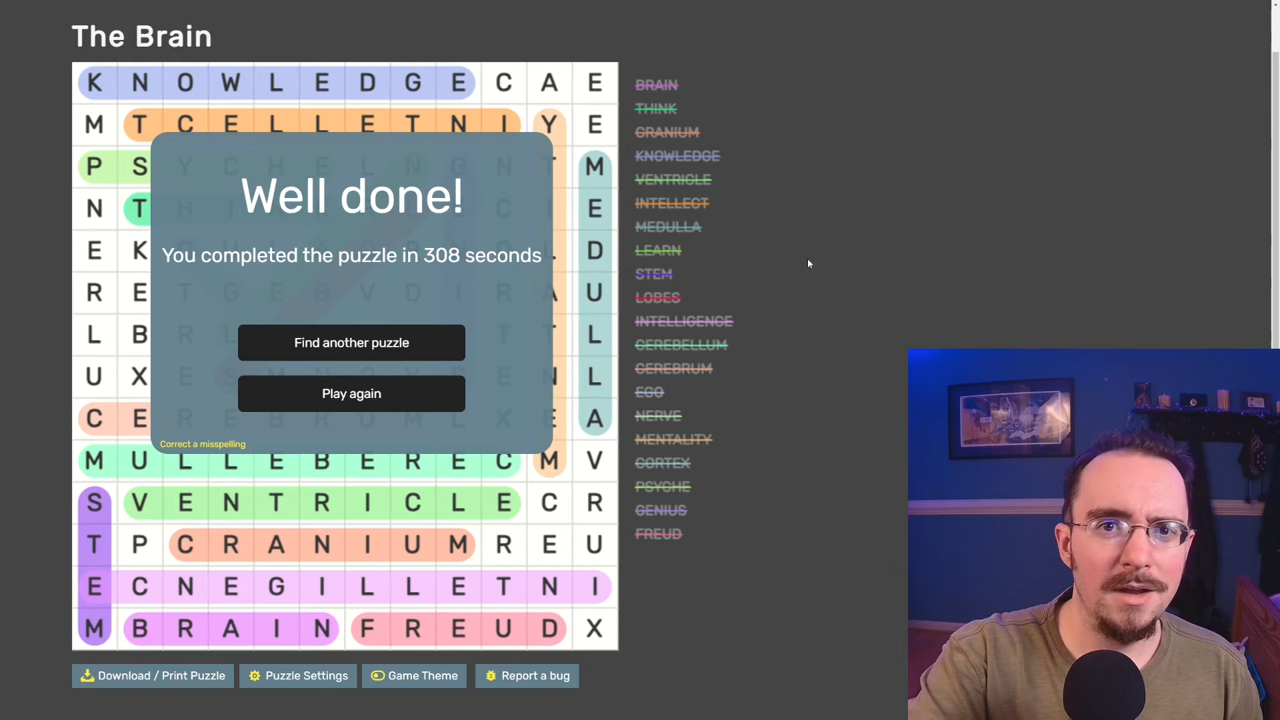 The Brain
K N O W L E D G E C A E
M T C E L L E T N I Y E
P S Y C H E L N G N T M
N T H I
E
E K
D
R E T G E B V D I R A U
L B R
T T L
U X E S M N O X
E N L
C E R E B R U M L X E A
M U L L E B E R E C M V
S V E N T R I C L E C R
T P C R A N I U M R E U
E C N E G I L L E T N I
M B R A I N F R E U D X
Well done!
You completed the puzzle in 308 seconds
Find another puzzle
Play again
Correct a misspelling
BRAIN
THINK
CRANIUM
KNOWLEDGE
VENTRICLE
INTELLECT
MEDULLA
LEARN
STEM
LOBES
INTELLIGENCE
CEREBELLUM
CEREBRUM
EGO
NERVE
MENTALITY
CORTEX
PSYCHE
GENIUS
FREUD
Download / Print Puzzle
Puzzle Settings
Game Theme
Report a bug